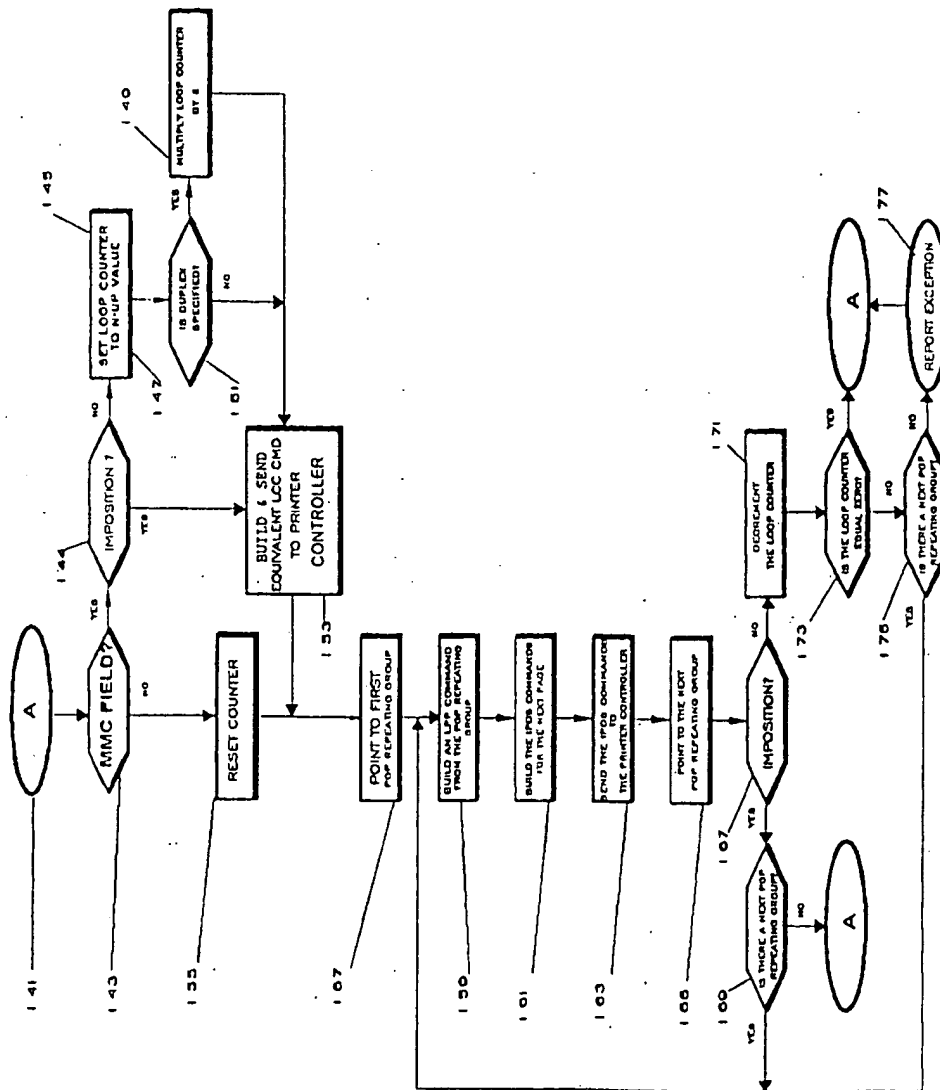 A
141
MMC FIELD?
143
YES
NO
IMPOSITION ?
144
NO
YES
SET LOOP COUNTER
TO N-UP VALUE
145
147
IS DUPLEX
SPECIFIED?
151
YES
NO
MULTIPLY LOOP COUNTER
140
BUILD & SEND
EQUIVALENT LCC CMD
TO PRINTER
CONTROLLER
153
RESET COUNTER
155
POINT TO FIRST
POP REPEATING GROUP
167
BUILD AN LPP COMMAND
FROM THE POP REPEATING
GROUP
150
BUILD THE IPDS COMMANDS
FOR THE NEXT PAGE
161
SEND THE IPDS COMMANDS
TO
THE PRINTER CONTROLLER
163
POINT TO THE NEXT
POP REPEATING GROUP
166
IMPOSITION?
167
NO
YES
DECREMENT
THE LOOP COUNTER
171
IS THE LOOP COUNTER
EQUAL ZERO?
173
YES
NO
A
IS THERE A NEXT POP
REPEATING GROUP?
175
NO
YES
REPORT EXCEPTION
177
IS THERE A NEXT POP
REPEATING GROUP?
160
YES
NO
A